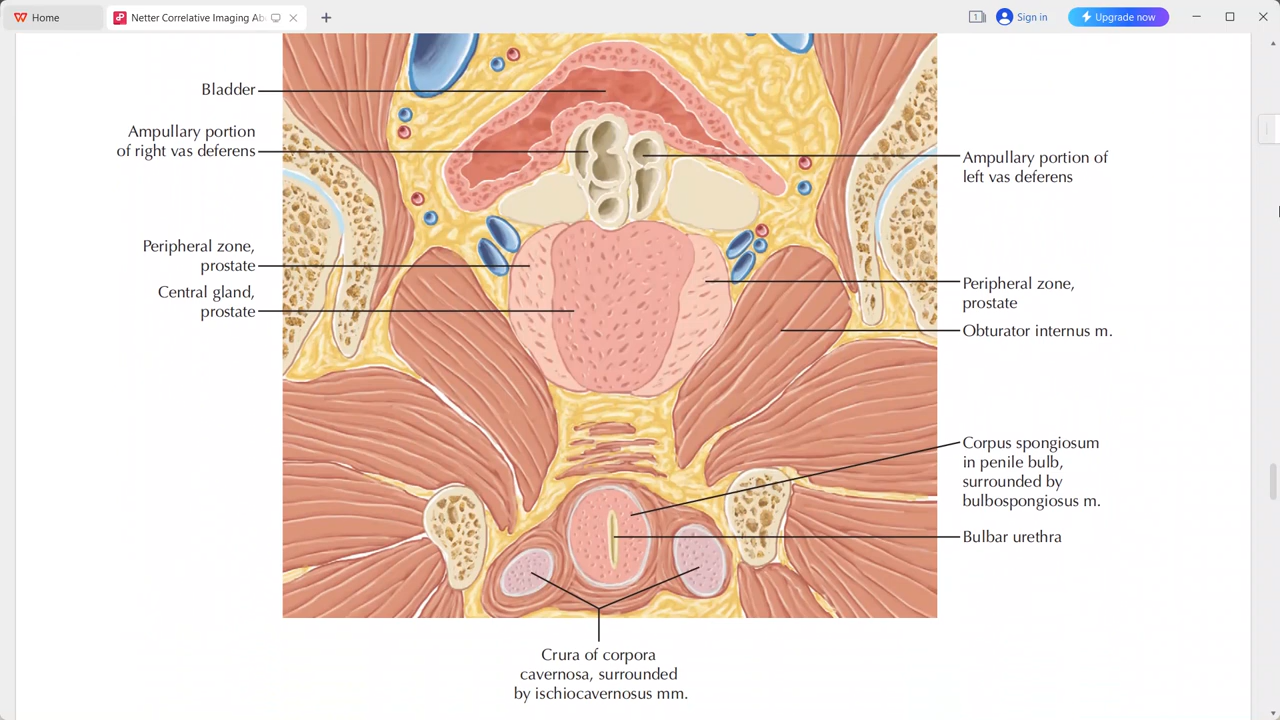 Home
Netter Correlative Imaging Ab
1
Sign in
Upgrade now
Bladder
Ampullary portion
of right vas deferens
Ampullary portion of
left vas deferens
Peripheral zone,
prostate
Central gland,
prostate
Peripheral zone,
prostate
Obturator internus m.
Corpus spongiosum
in penile bulb,
surrounded by
bulbospongiosus m.
Bulbar urethra
Crura of corpora
cavernosa, surrounded
by ischiocavernosus mm.